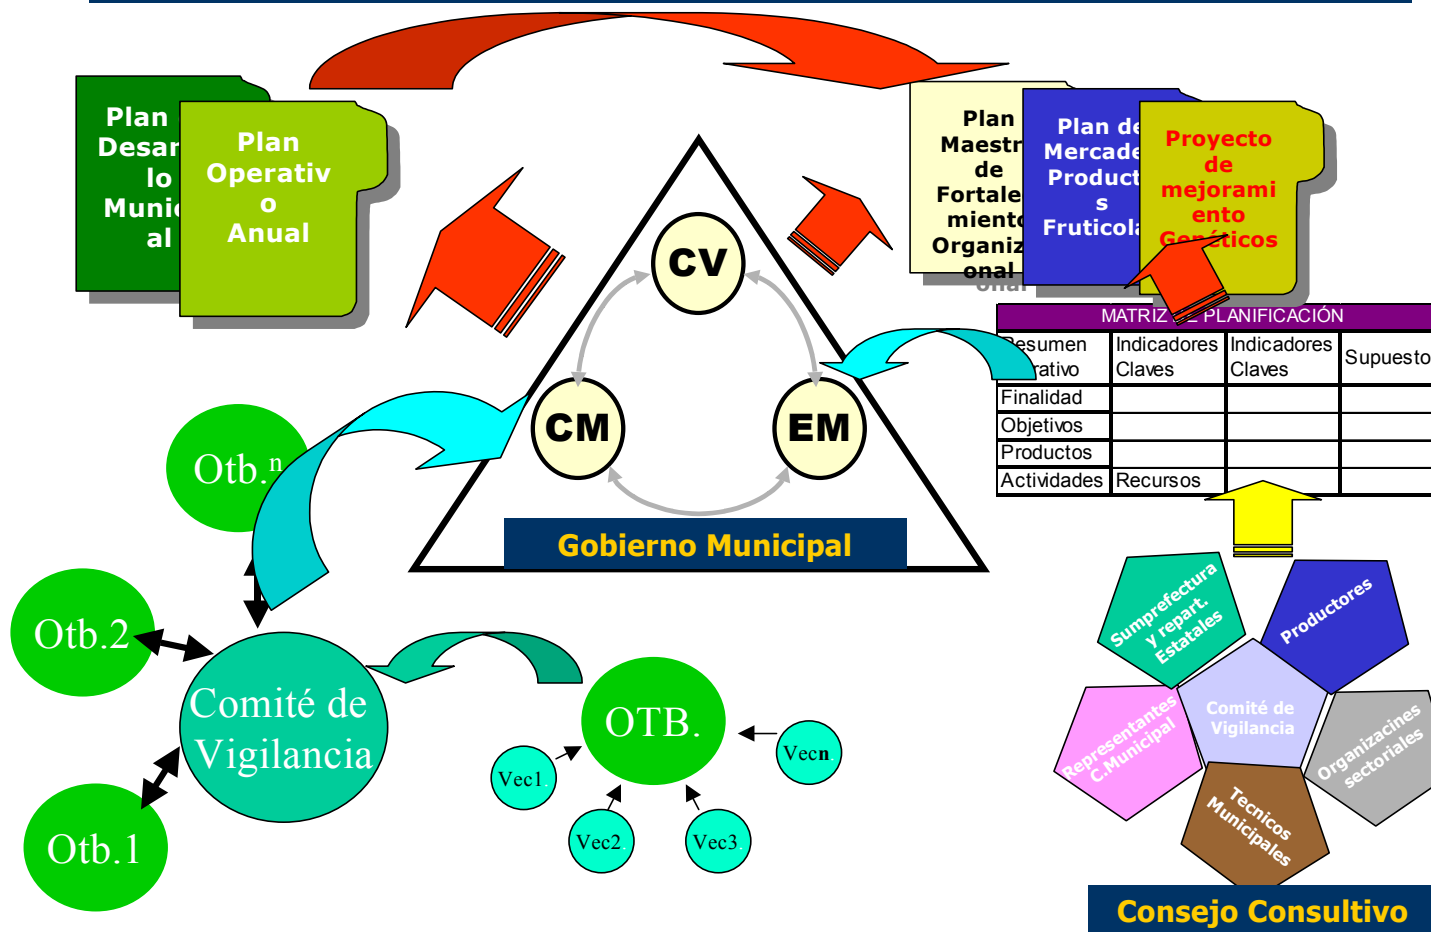 Plan
Desar
lo
Munic
al
Plan
Operativ
o
Anual
Plan
Maestr
de
Fortale
miento
Organiz
onal
onal
Plan de
Mercade
Product
s
Fruticola
Proyecto
de
mejorami
ento
Genéticos
CV
CM
EM
Gobierno Municipal
MATRIZ DE PLANIFICACIÓN
Resumen
rativo
Indicadores
Claves
Indicadores
Claves
Supuesto
Finalidad
Objetivos
Productos
Actividades
Recursos
Otb.n
Otb.2
Otb.1
Comité de
Vigilancia
OTB.
Vec1.
Vec2.
Vec3.
Vecn.
Sumprefectura
y repart.
Estatales
Productores
Comité de
Vigilancia
Representantes
C.Municipal
Organizacines
sectoriales
Tecnicos
Municipales
Consejo Consultivo